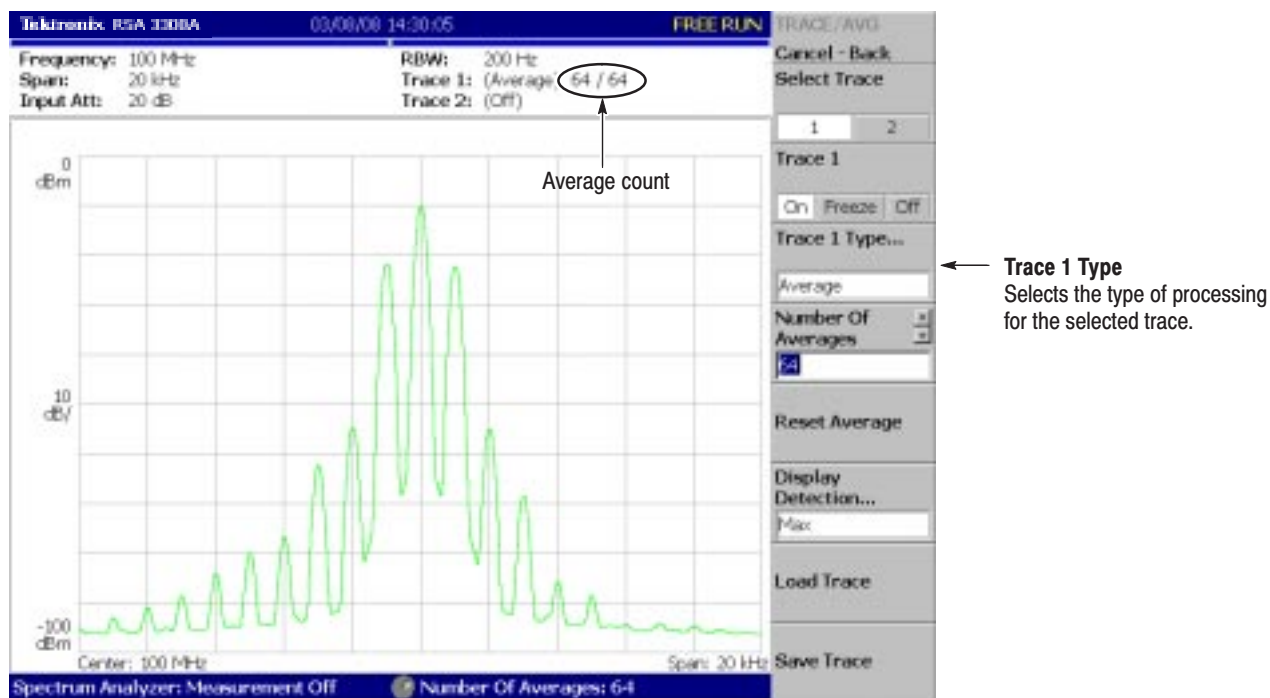 Tektronix RSA 3308A 03/08/08 14:30:05 FREE RUN
Frequency: 100 MHz
Span: 20 kHz
Input Att: 20 dB
RBW: 200 Hz
Trace 1: (Average) 64 / 64
Trace 2: (Off)
Average count
0
dBm
10
dB/
-100
dBm
Center: 100 MHz
Span: 20 kHz
Spectrum Analyzer: Measurement Off
Number Of Averages: 64
TRACE/AVG
Cancel - Back
Select Trace
1 2
Trace 1
On Freeze Off
Trace 1 Type...
Average
Number Of
Averages
64
Reset Average
Display
Detection...
Max
Load Trace
Save Trace
Trace 1 Type
Selects the type of processing
for the selected trace.